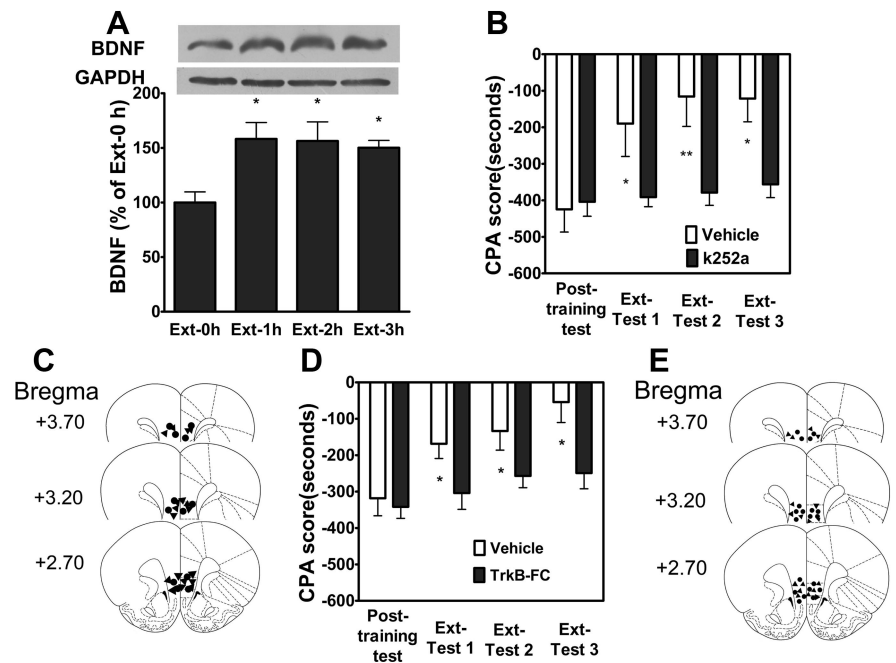 A
BDNF
GAPDH
BDNF (% of Ext-0 h)
200
150
100
50
0
*
*
*
Ext-0h Ext-1h Ext-2h Ext-3h
B
CPA score(seconds)
0
-100
-200
-300
-400
-500
-600
*
**
*
Vehicle
k252a
Post-
training
test
Ext-
Test 1
Ext-
Test 2
Ext-
Test 3
C
Bregma
+3.70
+3.20
+2.70
D
CPA score(seconds)
0
-100
-200
-300
-400
-500
-600
*
*
*
Vehicle
TrkB-FC
Post-
training
test
Ext-
Test 1
Ext-
Test 2
Ext-
Test 3
E
Bregma
+3.70
+3.20
+2.70